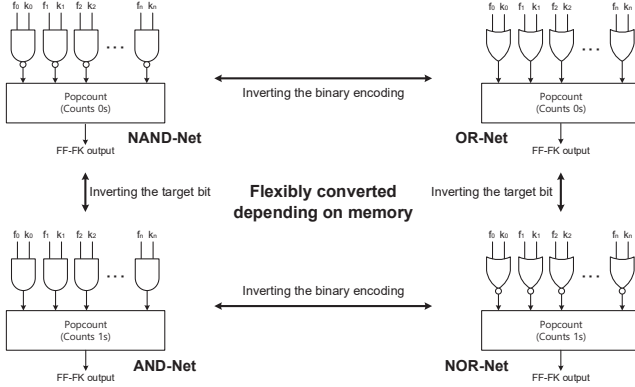 f₀ k₀ f₁ k₁ f₂ k₂ fₙ kₙ
...
Popcount
(Counts 0s)
NAND-Net
FF-FK output
Inverting the binary encoding
f₀ k₀ f₁ k₁ f₂ k₂ fₙ kₙ
...
Popcount
(Counts 0s)
OR-Net
FF-FK output
Inverting the target bit
Flexibly converted
depending on memory
Inverting the target bit
f₀ k₀ f₁ k₁ f₂ k₂ fₙ kₙ
...
Popcount
(Counts 1s)
AND-Net
FF-FK output
Inverting the binary encoding
f₀ k₀ f₁ k₁ f₂ k₂ fₙ kₙ
...
Popcount
(Counts 1s)
NOR-Net
FF-FK output